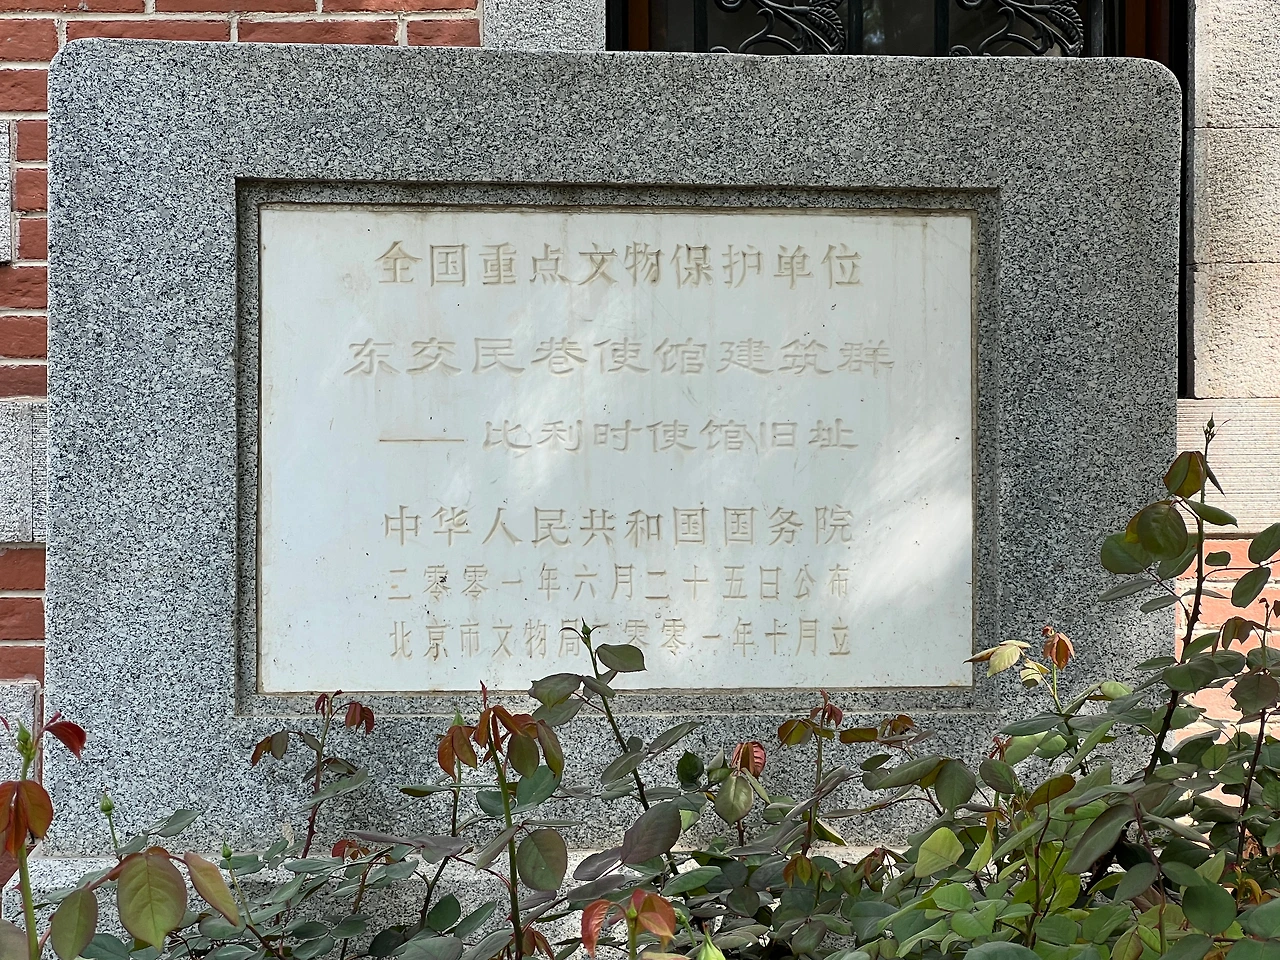 全国重点文物保护单位
东交民巷使馆建筑群
——比利时使馆旧址
中华人民共和国国务院
二零零一年六月二十五日公布
北京市文物局二零零一年十月立